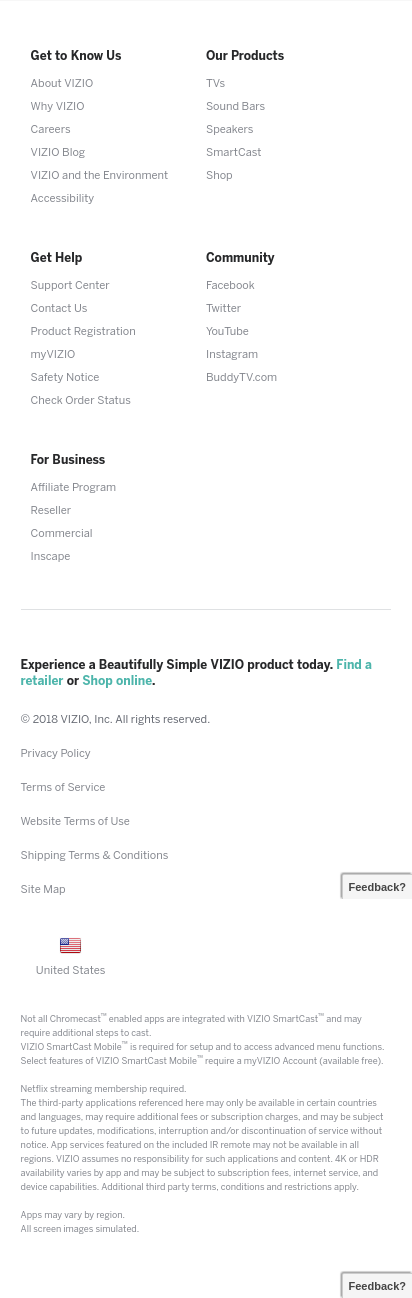 Get to Know Us
About VIZIO
Why VIZIO
Careers
VIZIO Blog
VIZIO and the Environment
Accessibility
Our Products
TVs
Sound Bars
Speakers
SmartCast
Shop
Get Help
Support Center
Contact Us
Product Registration
myVIZIO
Safety Notice
Check Order Status
Community
Facebook
Twitter
YouTube
Instagram
BuddyTV.com
For Business
Affiliate Program
Reseller
Commercial
Inscape
Experience a Beautifully Simple VIZIO product today. Find a
retailer or Shop online.
© 2018 VIZIO, Inc. All rights reserved.
Privacy Policy
Terms of Service
Website Terms of Use
Shipping Terms & Conditions
Site Map
Feedback?
United States
Not all Chromecast™ enabled apps are integrated with VIZIO SmartCast™ and may
require additional steps to cast.
VIZIO SmartCast Mobile™ is required for setup and to access advanced menu functions.
Select features of VIZIO SmartCast Mobile™ require a myVIZIO Account (available free).
Netflix streaming membership required.
The third-party applications referenced here may only be available in certain countries
and languages, may require additional fees or subscription charges, and may be subject
to future updates, modifications, interruption and/or discontinuation of service without
notice. App services featured on the included IR remote may not be available in all
regions. VIZIO assumes no responsibility for such applications and content. 4K or HDR
availability varies by app and may be subject to subscription fees, internet service, and
device capabilities. Additional third party terms, conditions and restrictions apply.
Apps may vary by region.
All screen images simulated.
Feedback?